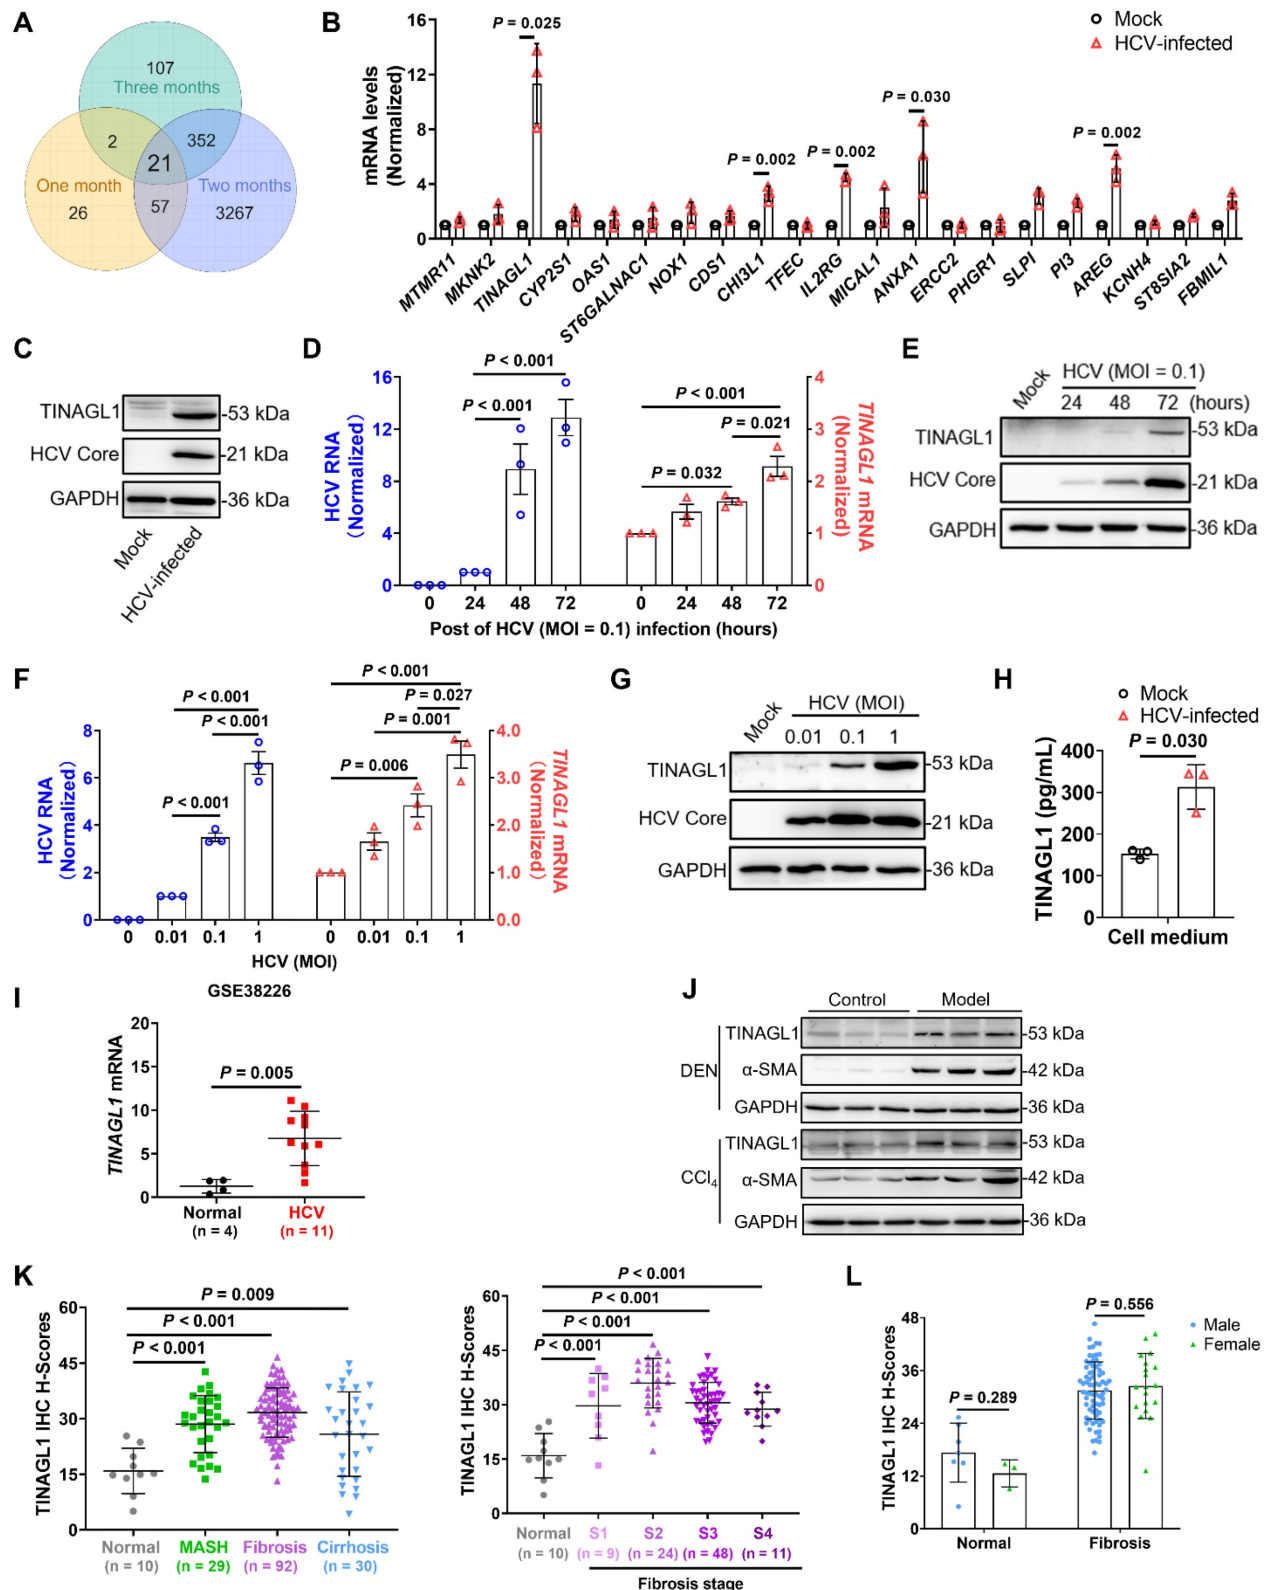 A
107
Three months
2
352
21
One month
Two months
26
57
3267
B
Mock
HCV-infected
mRNA levels
(Normalized)
16
12
8
4
0
P = 0.025
P = 0.002
P = 0.002
P = 0.030
P = 0.002
MTMR11
MKNK2
TINAGL1
CYP2S1
OAS1
ST6GALNAC1
NOX1
CDS1
CHI3L1
TFEC
IL2RG
MICAL1
ANXA1
ERCC2
PHGR1
SLPI
PI3
AREG
KCNH4
ST8SIA2
FBMIL1
C
TINAGL1
-53 kDa
HCV Core
-21 kDa
GAPDH
-36 kDa
Mock
HCV-infected
D
P < 0.001
P < 0.001
P < 0.001
P = 0.021
P = 0.032
HCV RNA
(Normalized)
16
12
8
4
0
TINAGL1 mRNA
(Normalized)
4
3
2
1
0
0 24 48 72 0 24 48 72
Post of HCV (MOI = 0.1) infection (hours)
E
Mock
HCV (MOI = 0.1)
24 48 72 (hours)
TINAGL1
-53 kDa
HCV Core
-21 kDa
GAPDH
-36 kDa
F
P < 0.001
P < 0.001
P < 0.001
P < 0.001
P = 0.027
P = 0.001
P = 0.006
HCV RNA
(Normalized)
8
6
4
2
0
TINAGL1 mRNA
(Normalized)
4.0
3.0
2.0
1.0
0.0
0 0.01 0.1 1 0 0.01 0.1 1
HCV (MOI)
G
Mock
HCV (MOI)
0.01 0.1 1
TINAGL1
-53 kDa
HCV Core
-21 kDa
GAPDH
-36 kDa
H
Mock
HCV-infected
P = 0.030
TINAGL1 (pg/mL)
400
300
200
100
0
Cell medium
I
GSE38226
TINAGL1 mRNA
20
15
10
5
0
P = 0.005
Normal
(n = 4)
HCV
(n = 11)
J
Control Model
DEN
TINAGL1
-53 kDa
α-SMA
-42 kDa
GAPDH
-36 kDa
CCl4
TINAGL1
-53 kDa
α-SMA
-42 kDa
GAPDH
-36 kDa
K
P = 0.009
P < 0.001
P < 0.001
TINAGL1 IHC H-Scores
60
45
30
15
0
Normal MASH Fibrosis Cirrhosis
(n = 10) (n = 29) (n = 92) (n = 30)
P < 0.001
P < 0.001
P < 0.001
P < 0.001
TINAGL1 IHC H-Scores
60
45
30
15
0
Normal S1 S2 S3 S4
(n = 10) (n = 9) (n = 24) (n = 48) (n = 11)
Fibrosis stage
L
P = 0.556
Male
Female
P = 0.289
TINAGL1 IHC H-Scores
48
36
24
12
0
Normal Fibrosis